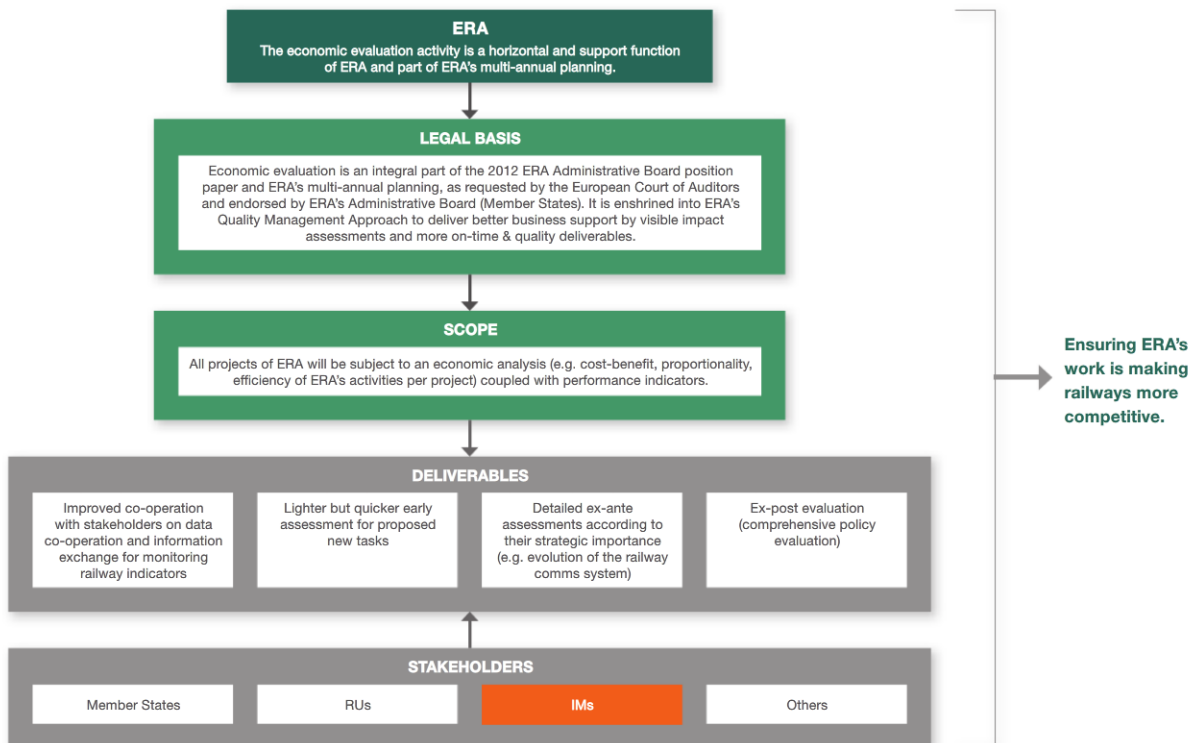 ERA
The economic evaluation activity is a horizontal and support function
of ERA and part of ERA's multi-annual planning.
LEGAL BASIS
Economic evaluation is an integral part of the 2012 ERA Administrative Board position
paper and ERA's multi-annual planning, as requested by the European Court of Auditors
and endorsed by ERA's Administrative Board (Member States). It is enshrined into ERA's
Quality Management Approach to deliver better business support by visible impact
assessments and more on-time & quality deliverables.
SCOPE
All projects of ERA will be subject to an economic analysis (e.g. cost-benefit, proportionality,
efficiency of ERA's activities per project) coupled with performance indicators.
Ensuring ERA's
work is making
railways more
competitive.
DELIVERABLES
Improved co-operation
with stakeholders on data
co-operation and information
exchange for monitoring
railway indicators
Lighter but quicker early
assessment for proposed
new tasks
Detailed ex-ante
assessments according to
their strategic importance
(e.g. evolution of the railway
comms system)
Ex-post evaluation
(comprehensive policy
evaluation)
STAKEHOLDERS
Member States
RUs
IMs
Others